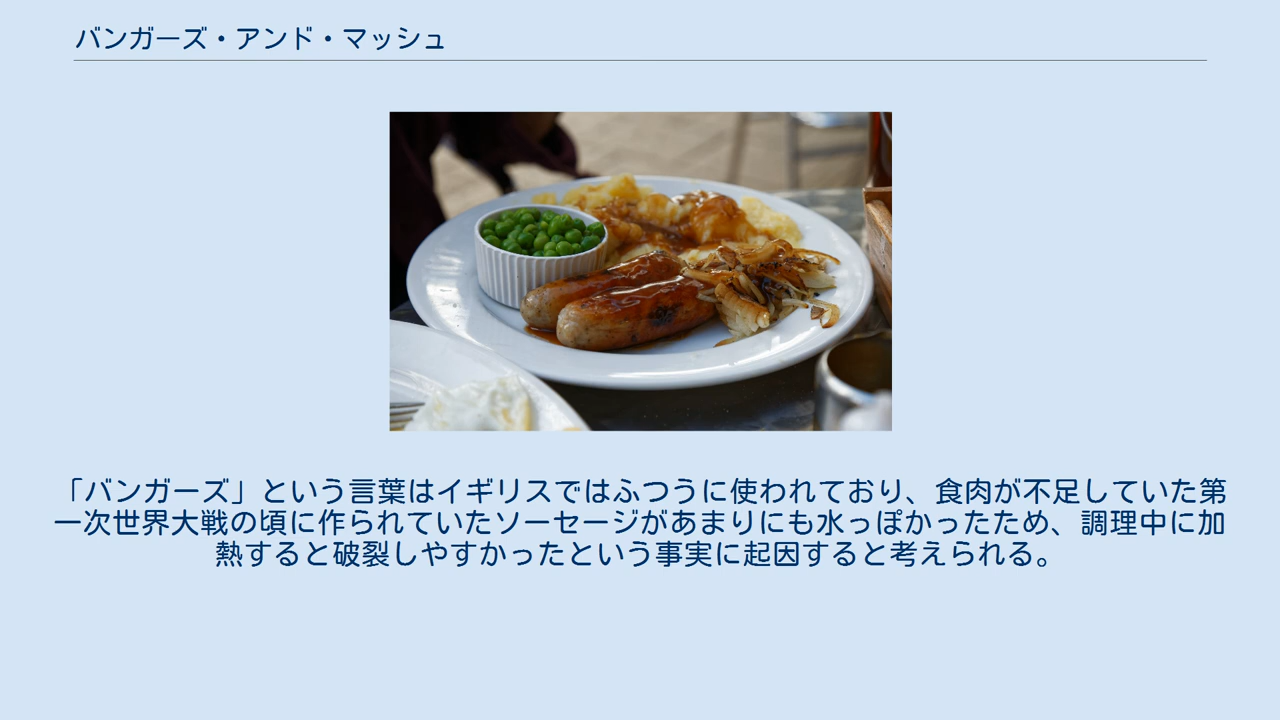 バンガーズ・アンド・マッシュ
「バンガーズ」という言葉はイギリスではふつうに使われており、食肉が不足していた第
一次世界大戦の頃に作られていたソーセージがあまりにも水っぽかったため、調理中に加
熱すると破裂しやすかったという事実に起因すると考えられる。